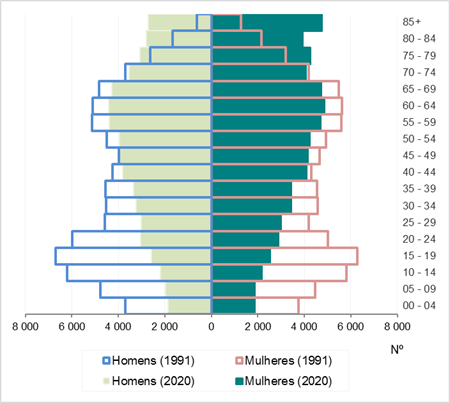 85+
80 - 84
75 - 79
70 - 74
65 - 69
60 - 64
55 - 59
50 - 54
45 - 49
40 - 44
35 - 39
30 - 34
25 - 29
20 - 24
15 - 19
10 - 14
05 - 09
00 - 04
8 000 6 000 4 000 2 000 0 2 000 4 000 6 000 8 000
Nº
Homens (1991) Mulheres (1991)
Homens (2020) Mulheres (2020)